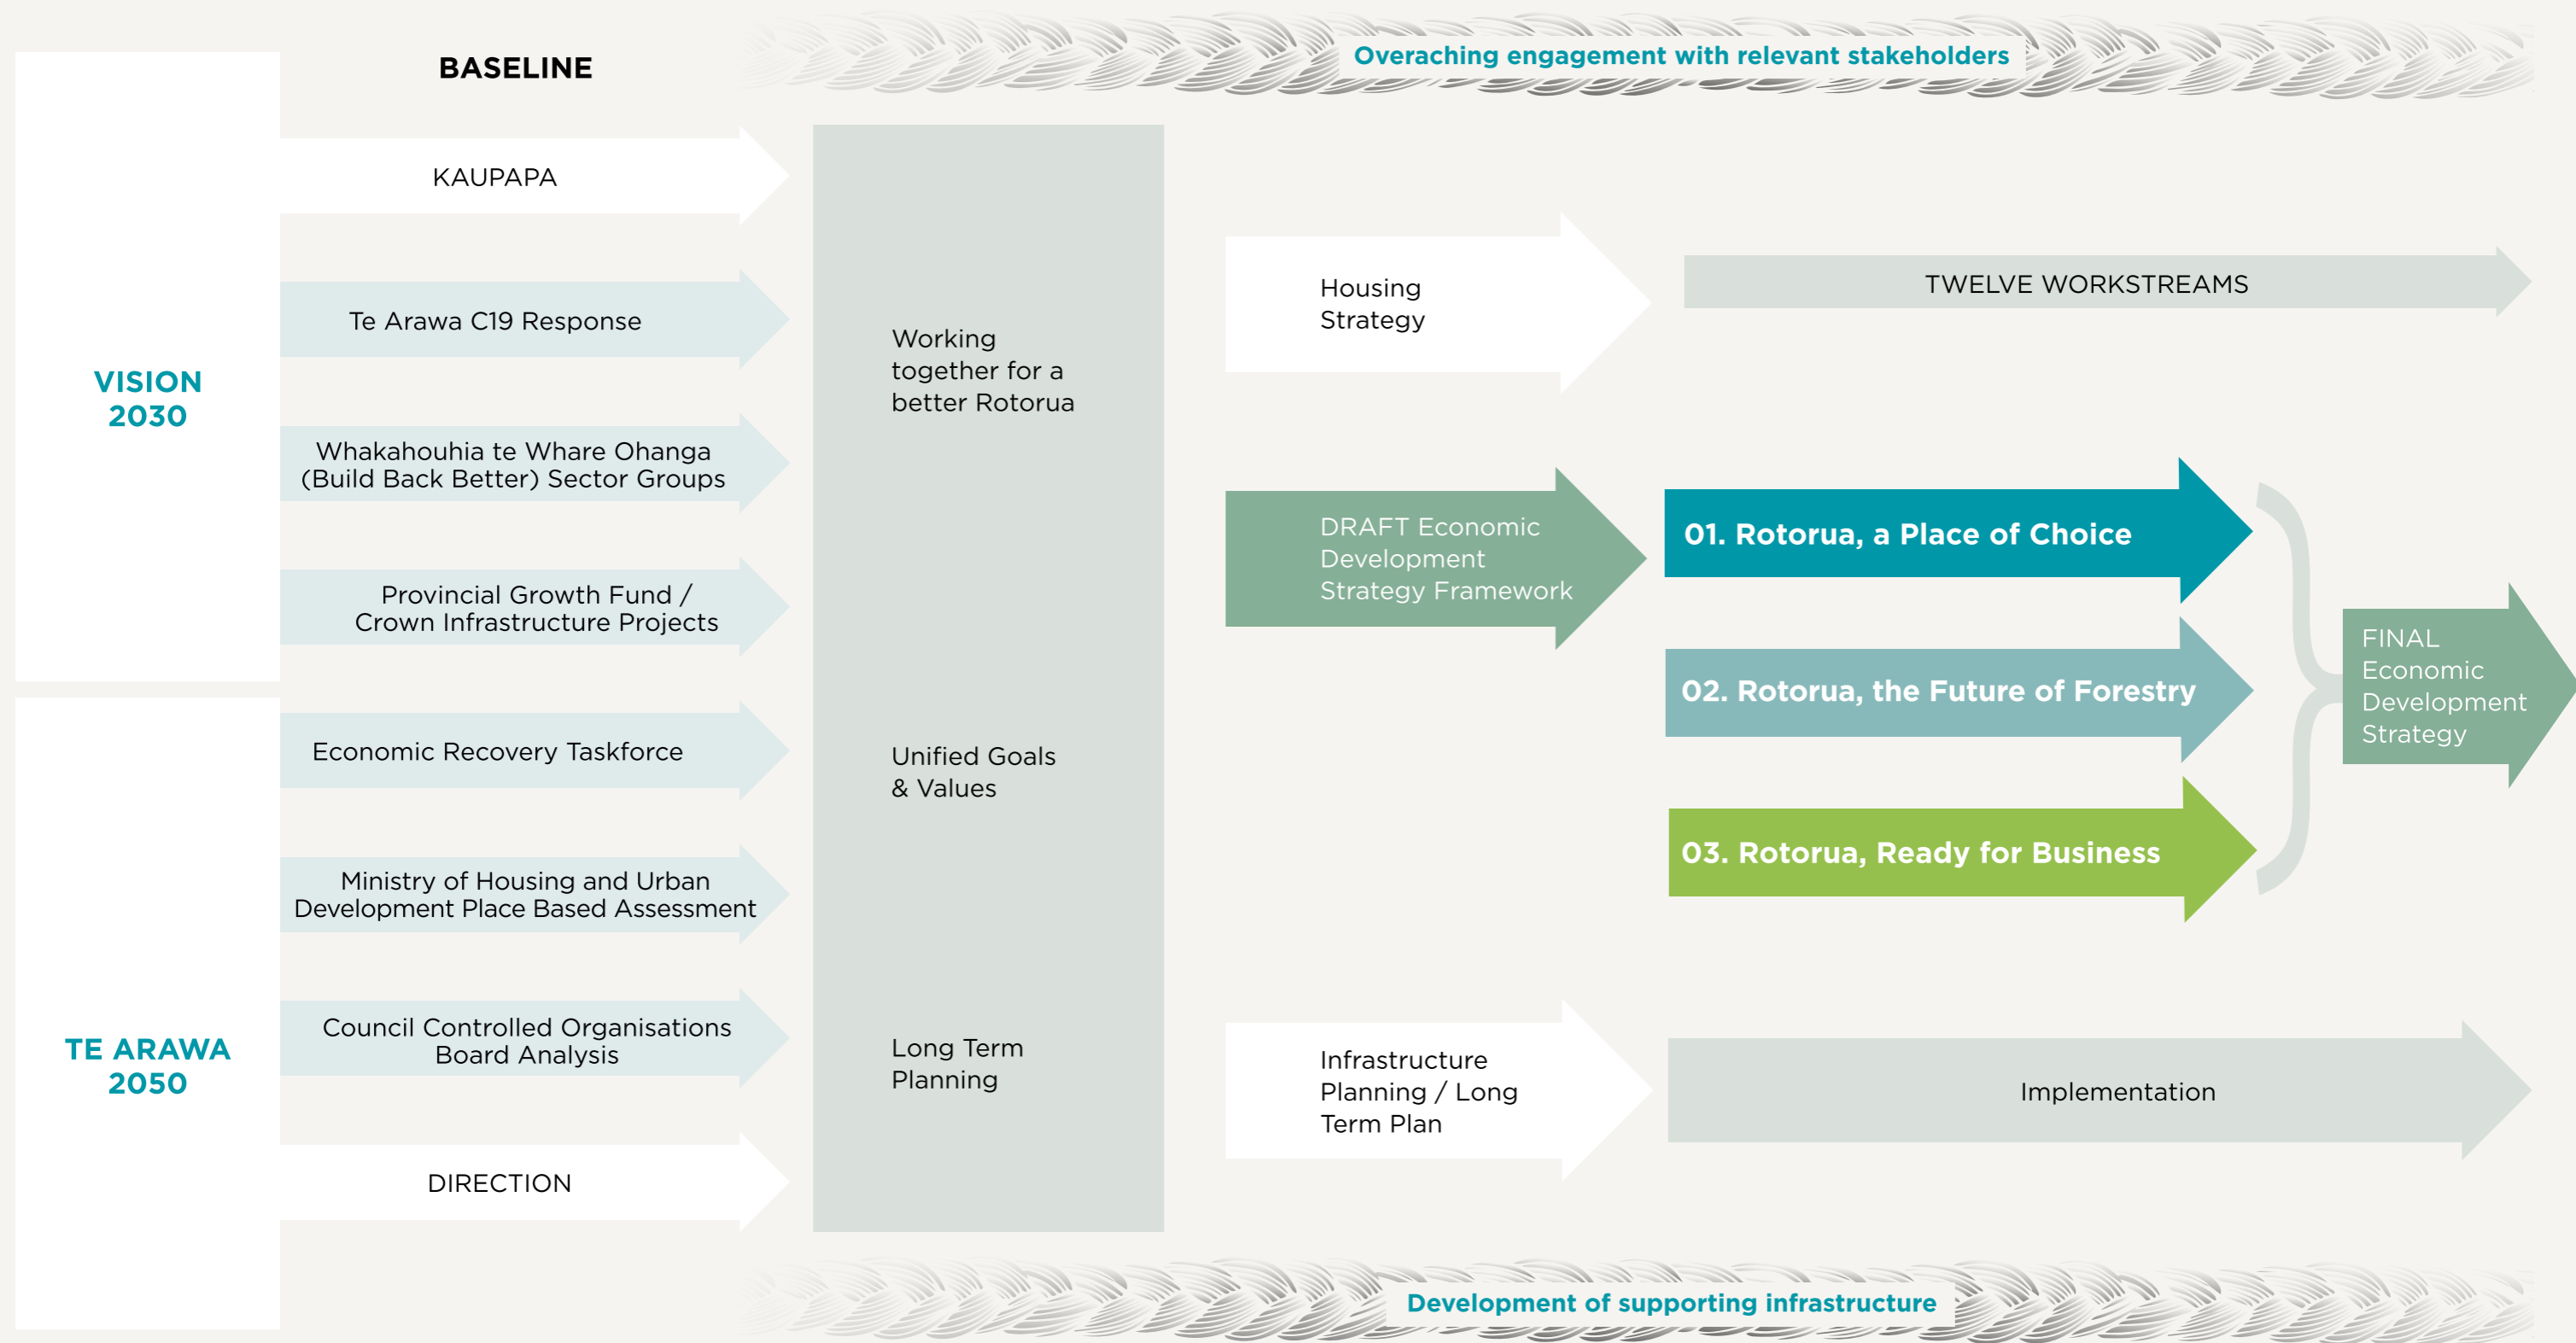 BASELINE
Overaching engagement with relevant stakeholders
VISION
2030
TE ARAWA
2050
KAUPAPA
Te Arawa C19 Response
Whakahouhia te Whare Ohanga
(Build Back Better) Sector Groups
Provincial Growth Fund /
Crown Infrastructure Projects
Economic Recovery Taskforce
Ministry of Housing and Urban
Development Place Based Assessment
Council Controlled Organisations
Board Analysis
DIRECTION
Working
together for a
better Rotorua
Unified Goals
& Values
Long Term
Planning
Housing
Strategy
TWELVE WORKSTREAMS
DRAFT Economic
Development
Strategy Framework
01. Rotorua, a Place of Choice
02. Rotorua, the Future of Forestry
03. Rotorua, Ready for Business
FINAL
Economic
Development
Strategy
Infrastructure
Planning / Long
Term Plan
Implementation
Development of supporting infrastructure